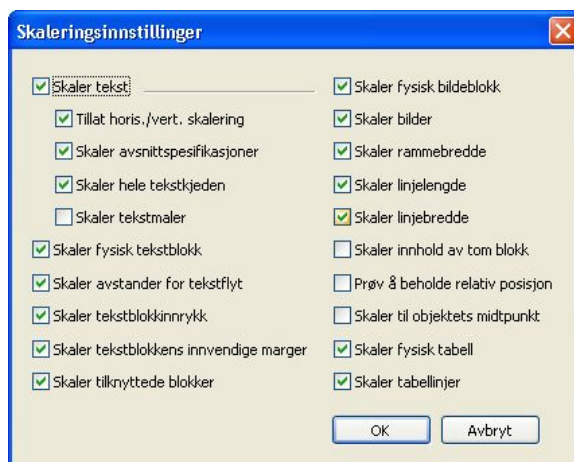 Skaleringsinnstillinger
Skaler tekst
Tillat horis./vert. skalering
Skaler avsnittspesifikasjoner
Skaler hele tekstkjeden
Skaler tekstmaler
Skaler fysisk tekstblokk
Skaler avstander for tekstflyt
Skaler tekstblokkinnrykk
Skaler tekstblokkens innvendige marger
Skaler tilknyttede blokker
Skaler fysisk bildeblokk
Skaler bilder
Skaler rammebredde
Skaler linjelengde
Skaler linjebredde
Skaler innhold av tom blokk
Prøv å beholde relativ posisjon
Skaler til objektets midtpunkt
Skaler fysisk tabell
Skaler tabellinjer
OK
Avbryt